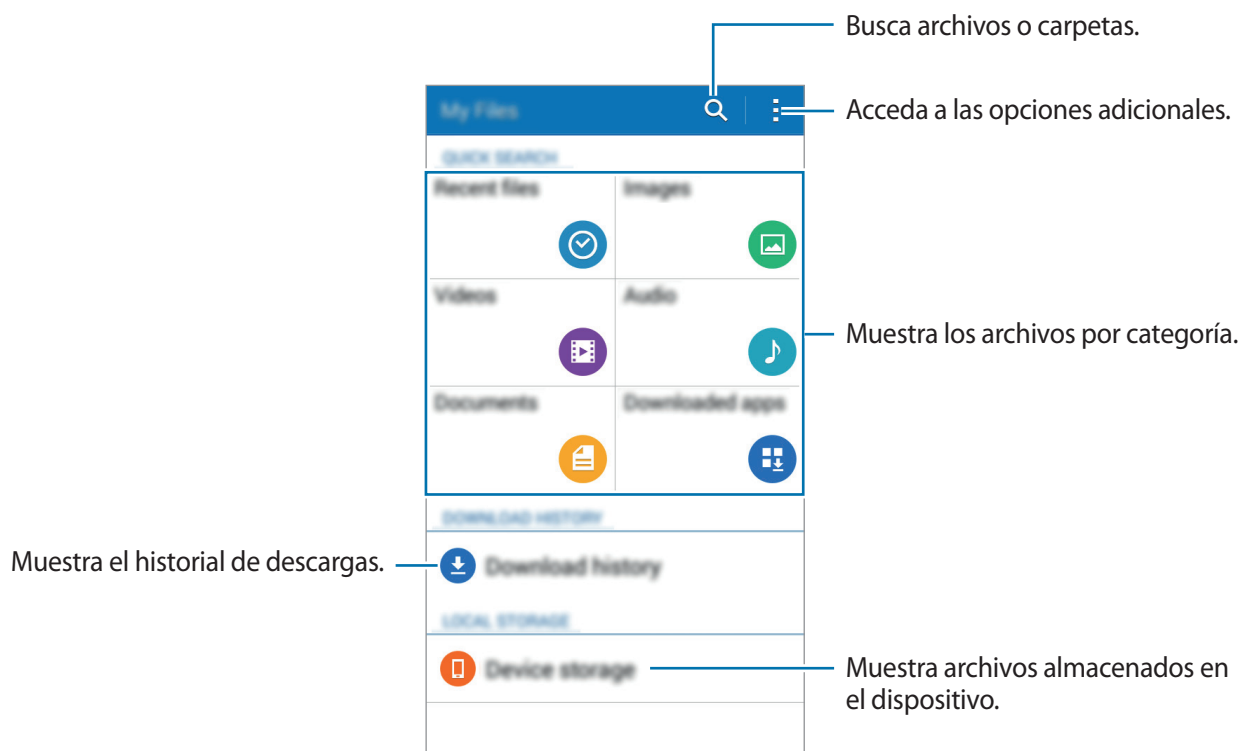 Busca archivos o carpetas.
My Files
Acceda a las opciones adicionales.
QUICK SEARCH
Recent files
Images
Videos
Audio
Muestra los archivos por categoría.
Documents
Downloaded apps
DOWNLOAD HISTORY
Muestra el historial de descargas.
Download history
LOCAL STORAGE
Device storage
Muestra archivos almacenados en
el dispositivo.